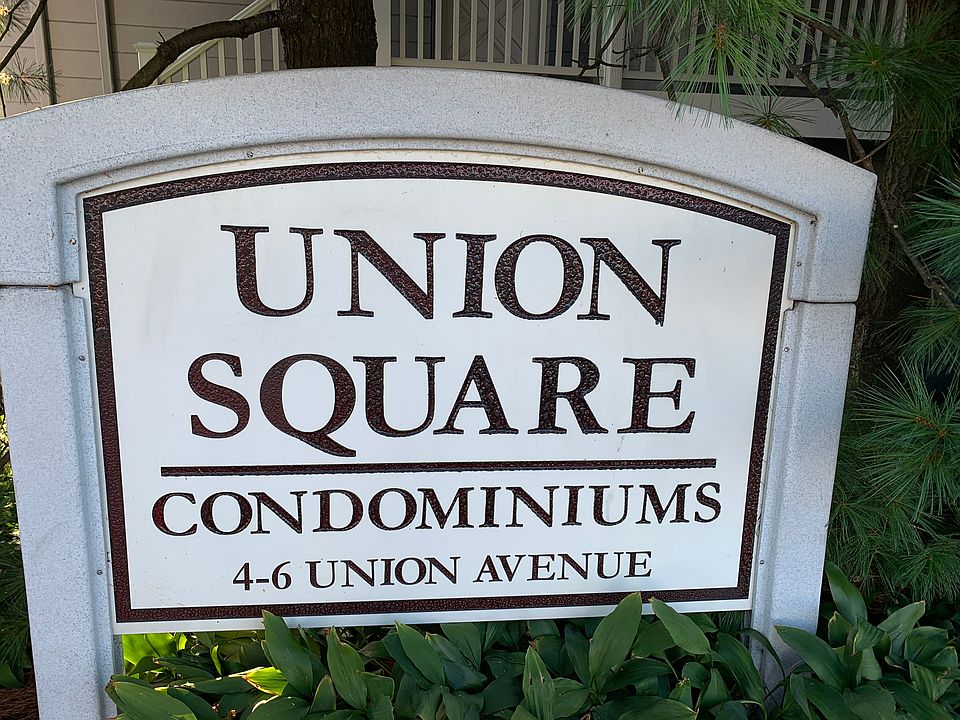 UNION
SQUARE
CONDOMINIUMS
4-6 UNION AVENUE